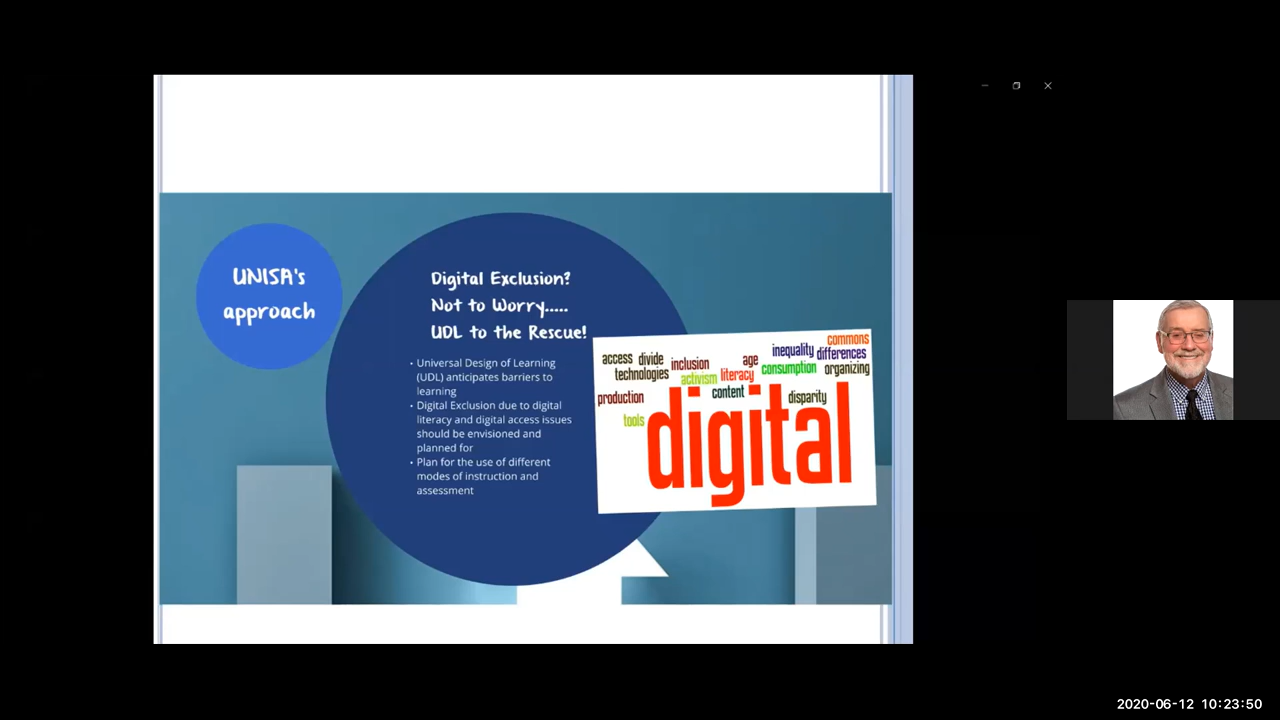 UNISA's
approach
Digital Exclusion?
Not to Worry.....
UDL to the Rescue!
• Universal Design of Learning
(UDL) anticipates barriers to
learning
• Digital Exclusion due to digital
literacy and digital access issues
should be envisioned and
planned for
• Plan for the use of different
modes of instruction and
assessment
commons
access divide inclusion age inequality differences
technologies activism literacy consumption organizing
production content disparity
tools digital
2020-06-12 10:23:50